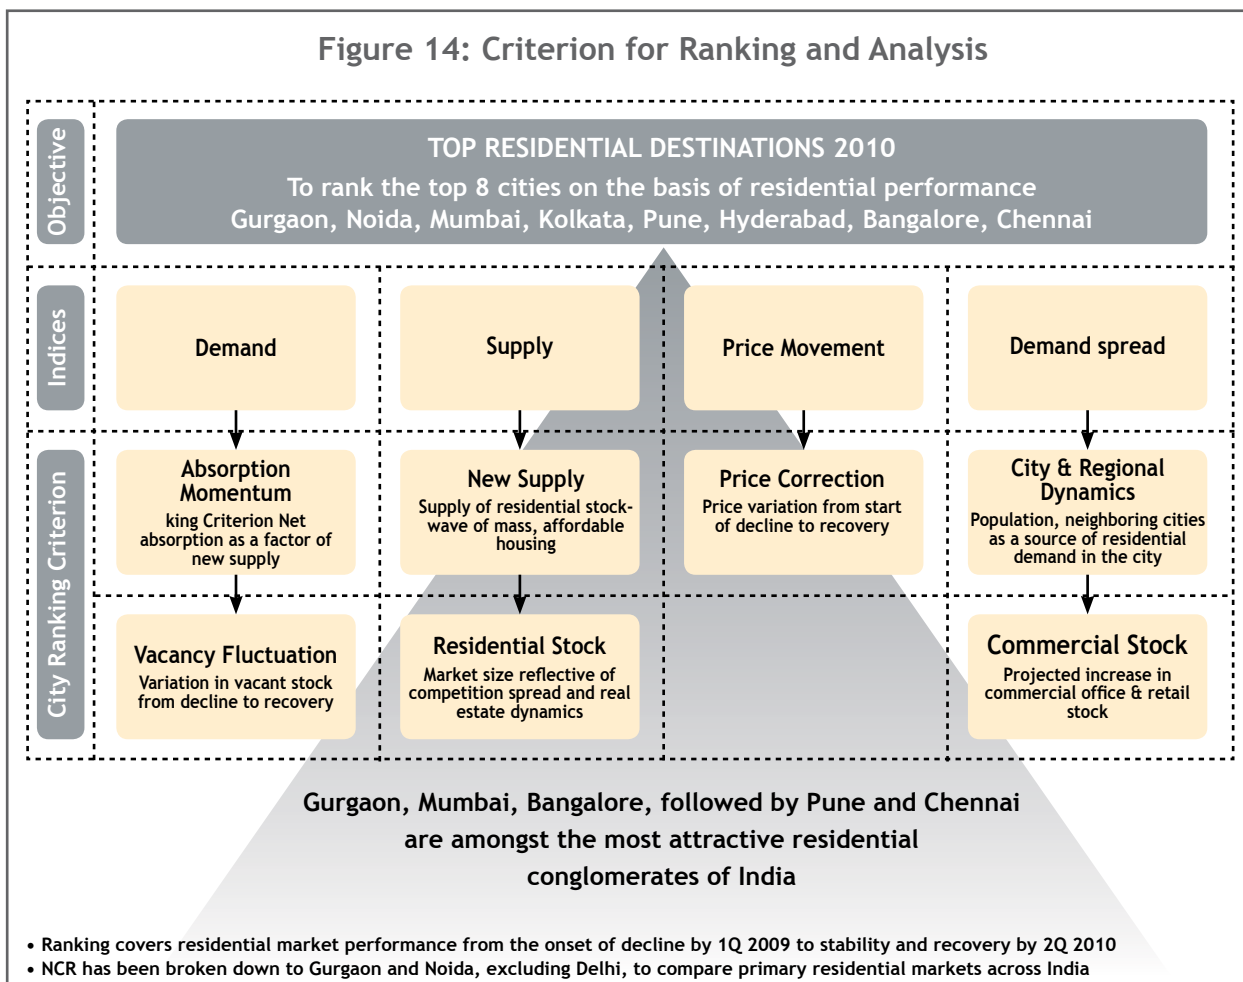 Figure 14: Criterion for Ranking and Analysis
Objective
TOP RESIDENTIAL DESTINATIONS 2010
To rank the top 8 cities on the basis of residential performance
Gurgaon, Noida, Mumbai, Kolkata, Pune, Hyderabad, Bangalore, Chennai
Indices
Demand
Supply
Price Movement
Demand spread
City Ranking Criterion
Absorption
Momentum
king Criterion Net
absorption as a factor of
new supply
New Supply
Supply of residential stock-
wave of mass, affordable
housing
Price Correction
Price variation from start
of decline to recovery
City & Regional
Dynamics
Population, neighboring cities
as a source of residential
demand in the city
Vacancy Fluctuation
Variation in vacant stock
from decline to recovery
Residential Stock
Market size reflective of
competition spread and real
estate dynamics
Commercial Stock
Projected increase in
commercial office & retail
stock
Gurgaon, Mumbai, Bangalore, followed by Pune and Chennai
are amongst the most attractive residential
conglomerates of India
• Ranking covers residential market performance from the onset of decline by 1Q 2009 to stability and recovery by 2Q 2010
• NCR has been broken down to Gurgaon and Noida, excluding Delhi, to compare primary residential markets across India